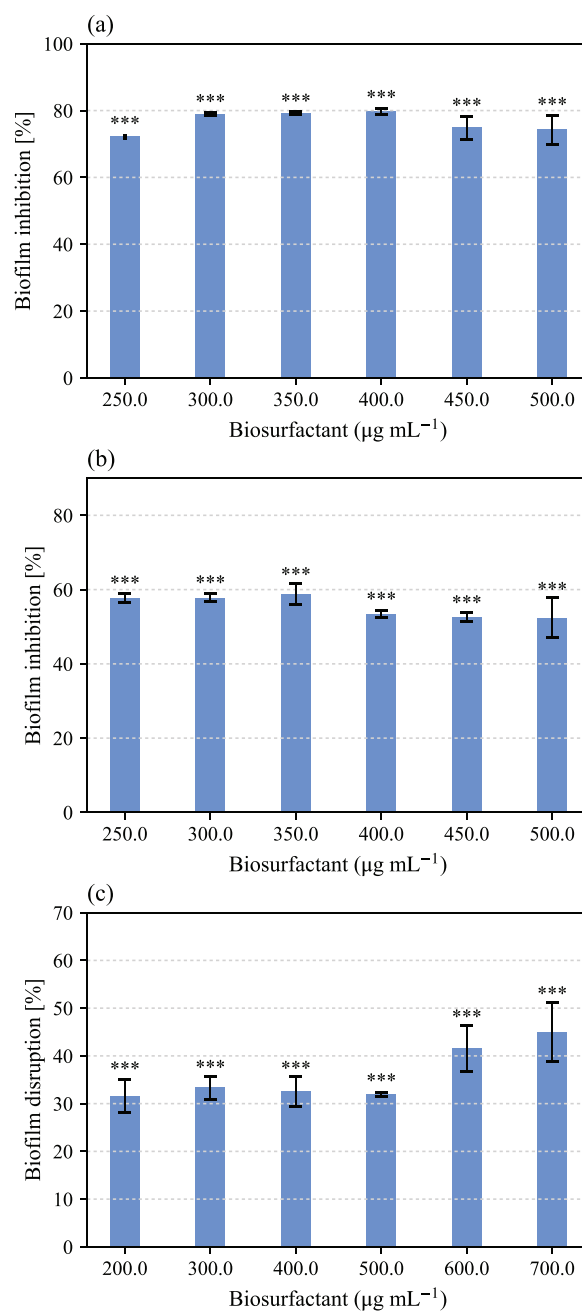 (a)
Biofilm inhibition [%]
100
80
60
40
20
0
*** *** *** *** *** ***
250.0 300.0 350.0 400.0 450.0 500.0
Biosurfactant (μg mL⁻¹)
(b)
Biofilm inhibition [%]
80
60
40
20
0
*** *** *** *** *** ***
250.0 300.0 350.0 400.0 450.0 500.0
Biosurfactant (μg mL⁻¹)
(c)
Biofilm disruption [%]
70
60
50
40
30
20
10
0
*** *** *** *** *** ***
200.0 300.0 400.0 500.0 600.0 700.0
Biosurfactant (μg mL⁻¹)